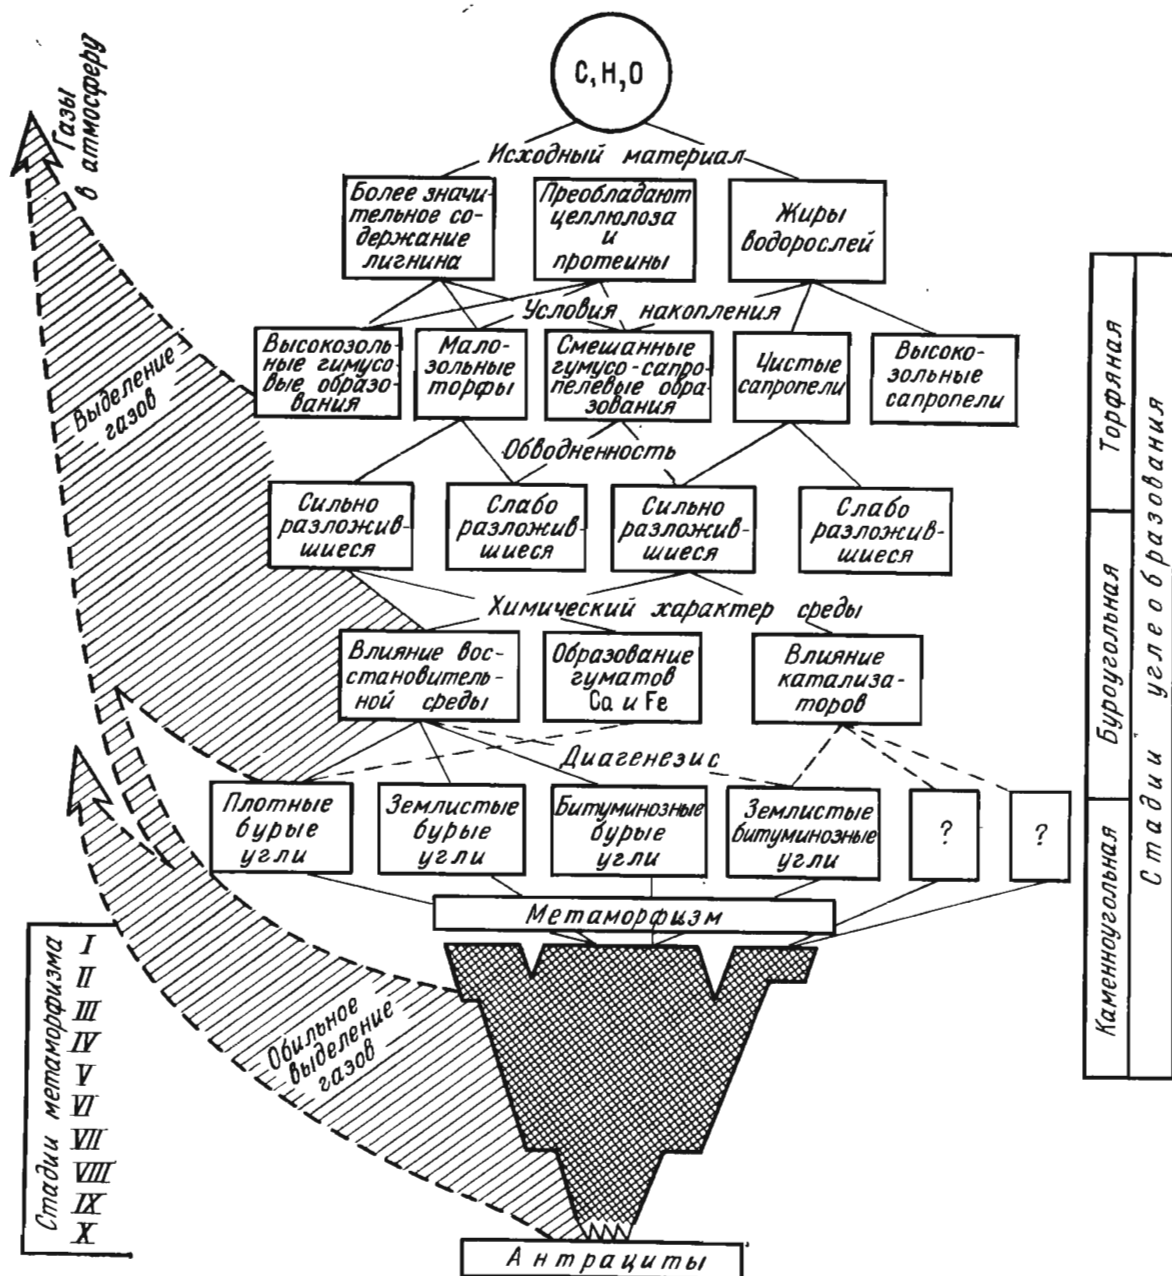 Газы
в атмосферу
С, Н, О
Исходный материал
Более значи-
тельное со-
держание
лигнина
Преобладают
целлюлоза
и
протеины
Жиры
водорослей
Условия накопления
Высокозоль-
ные гимусо-
вые образо-
вания
Мало-
зольные
торфы
Смешанные
гумусо-сапро-
пелевые обра-
зования
Чистые
сапропели
Высоко-
зольные
сапропели
Выделение
газов
Обводненность
Сильно
разложив-
шиеся
Слабо
разложив-
шиеся
Сильно
разложив-
шиеся
Слабо
разложив-
шиеся
Химический характер среды
Влияние вос-
становитель-
ной среды
Образование
гуматов
Са и Fe
Влияние
катализа-
торов
Диагенезис
Плотные
бурые
угли
Землистые
бурые
угли
Битуминозные
бурые
угли
Землистые
битуминозные
угли
?
?
Метаморфизм
Обильное
выделение
газов
Антрациты
Стадии метаморфизма
I
II
III
IV
V
VI
VII
VIII
IX
X
Торфяная
Буроугольная
Каменноугольная
Стадии углеобразования